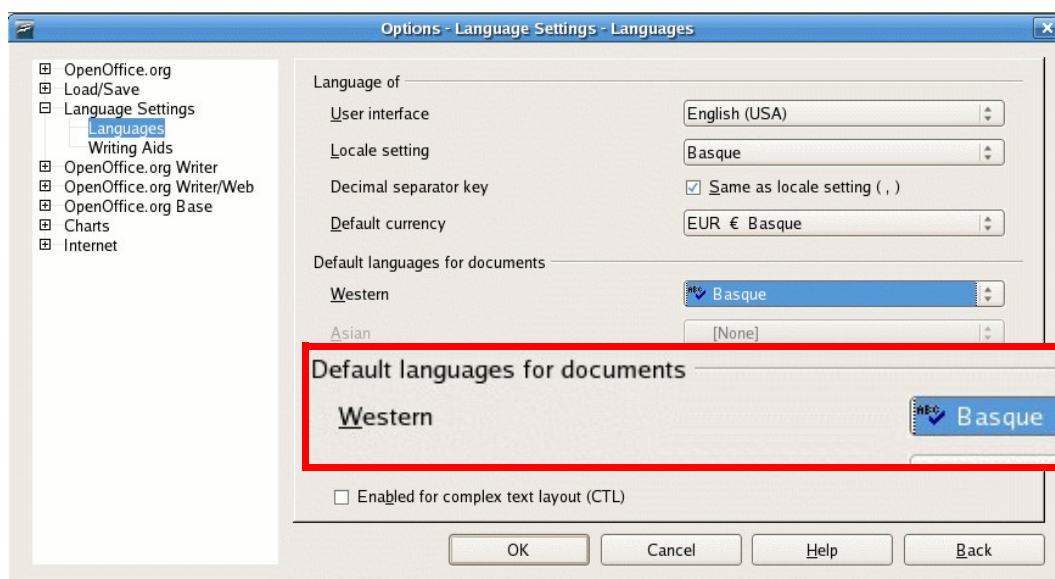 Options - Language Settings - Languages
OpenOffice.org
Load/Save
Language Settings
Languages
Writing Aids
OpenOffice.org Writer
OpenOffice.org Writer/Web
OpenOffice.org Base
Charts
Internet
Language of
User interface English (USA)
Locale setting Basque
Decimal separator key Same as locale setting ( , )
Default currency EUR € Basque
Default languages for documents
Western ABC Basque
Asian [None]
Default languages for documents
Western ABC Basque
Enabled for complex text layout (CTL)
OK Cancel Help Back